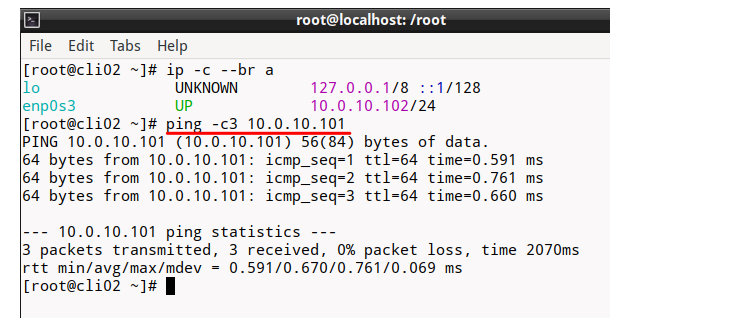 root@localhost: /root
File Edit Tabs Help
[root@cli02 ~]# ip -c --br a
lo UNKNOWN 127.0.0.1/8 ::1/128
enp0s3 UP 10.0.10.102/24
[root@cli02 ~]# ping -c3 10.0.10.101
PING 10.0.10.101 (10.0.10.101) 56(84) bytes of data.
64 bytes from 10.0.10.101: icmp_seq=1 ttl=64 time=0.591 ms
64 bytes from 10.0.10.101: icmp_seq=2 ttl=64 time=0.761 ms
64 bytes from 10.0.10.101: icmp_seq=3 ttl=64 time=0.660 ms
--- 10.0.10.101 ping statistics ---
3 packets transmitted, 3 received, 0% packet loss, time 2070ms
rtt min/avg/max/mdev = 0.591/0.670/0.761/0.069 ms
[root@cli02 ~]#